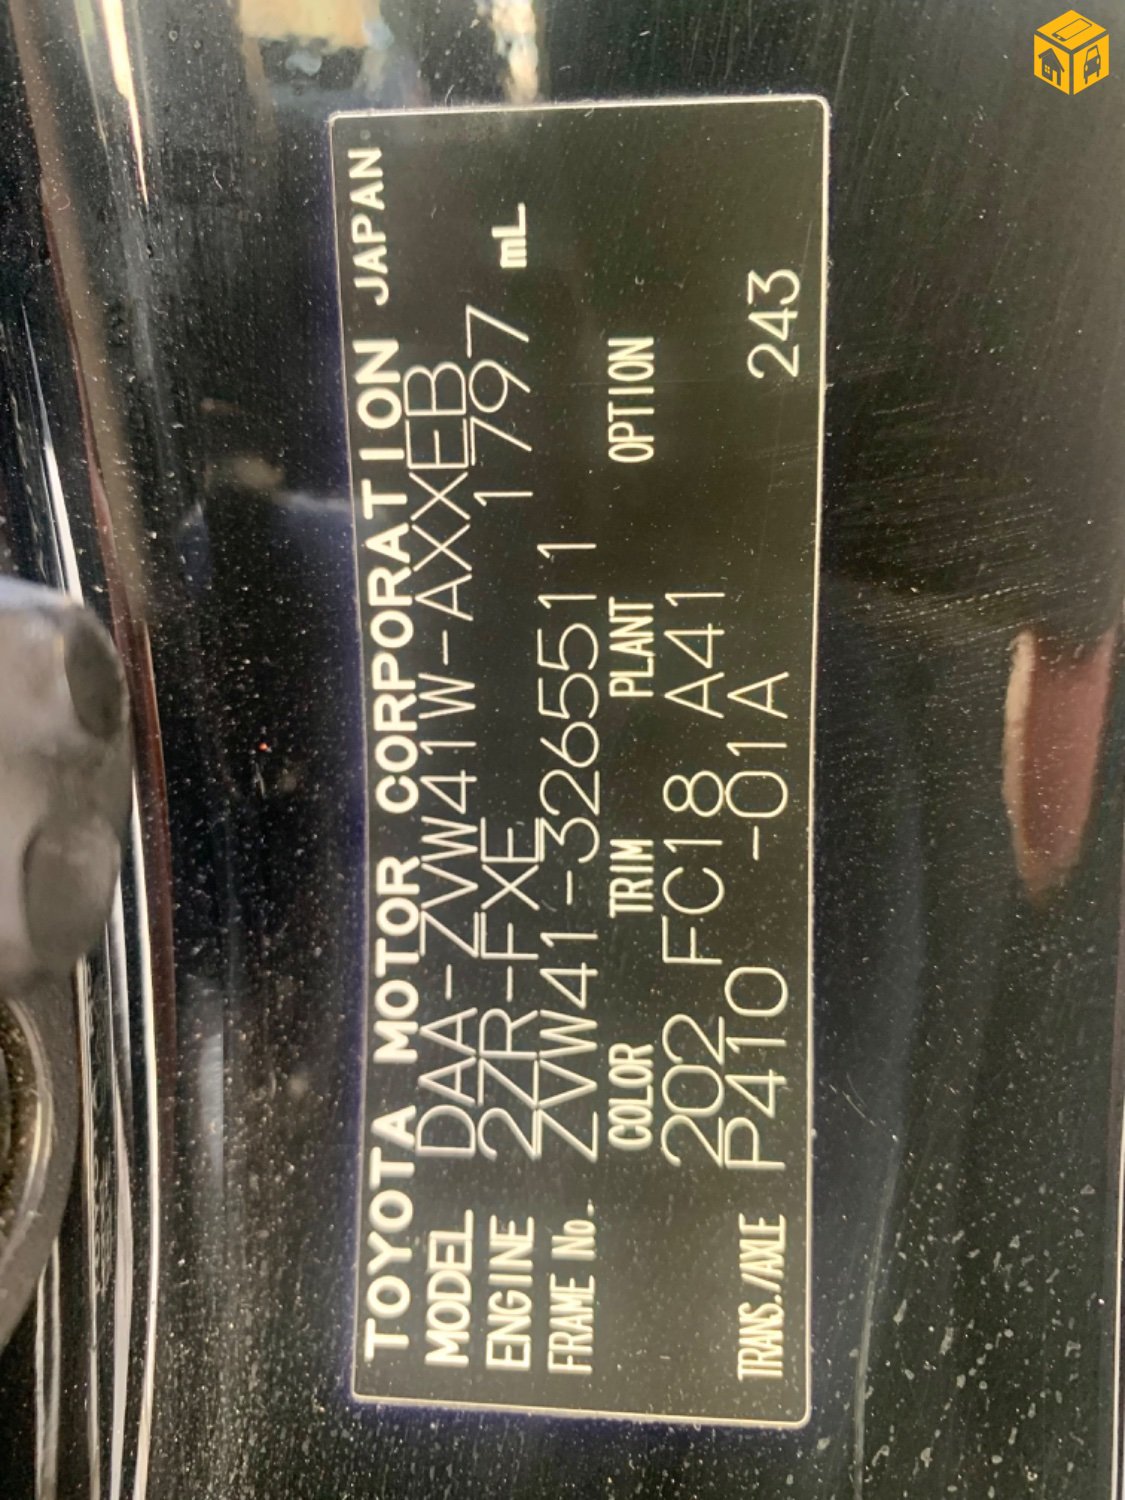 TOYOTA MOTOR CORPORATION JAPAN
MODEL DAA-ZVW41W-AXXEB
ENGINE 2ZR-FXE 1797 mL
FRAME No. ZVW41-3265511
COLOR TRIM PLANT OPTION
202 FC18 A41
TRANS./AXLE P410 -01A 243